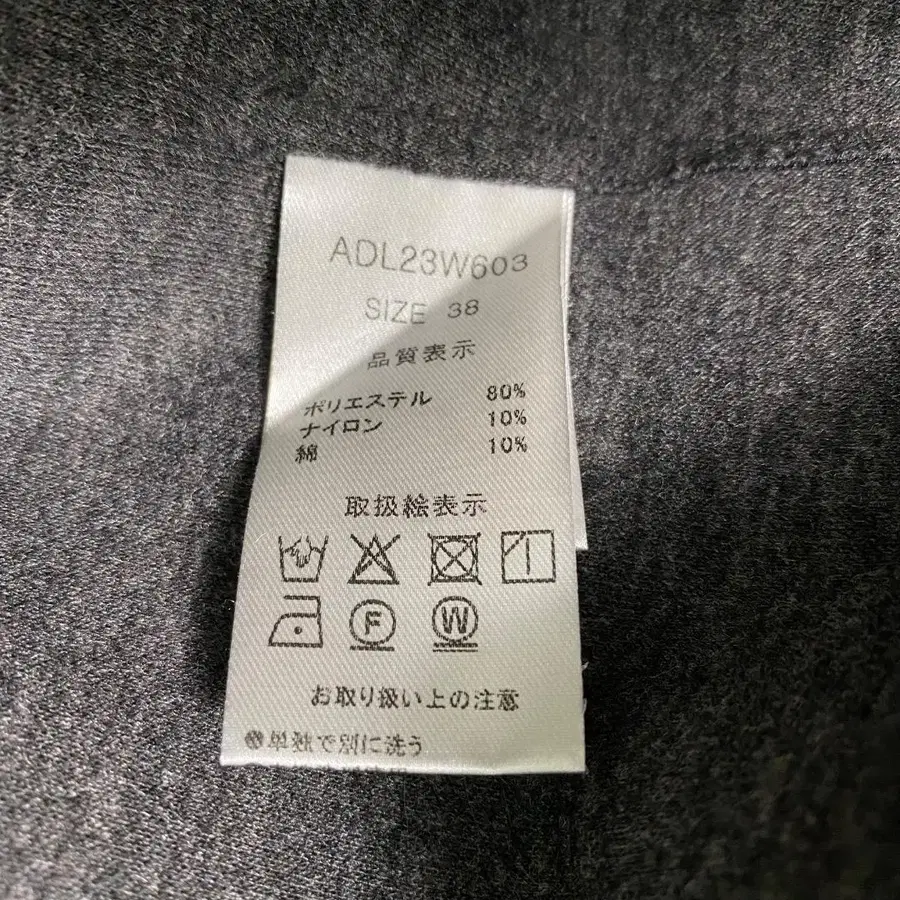 ADL23W603
SIZE 38
品質表示
ポリエステル 80%
ナイロン 10%
綿 10%
取扱絵表示
F W
お取り扱い上の注意
●単独で別に洗う